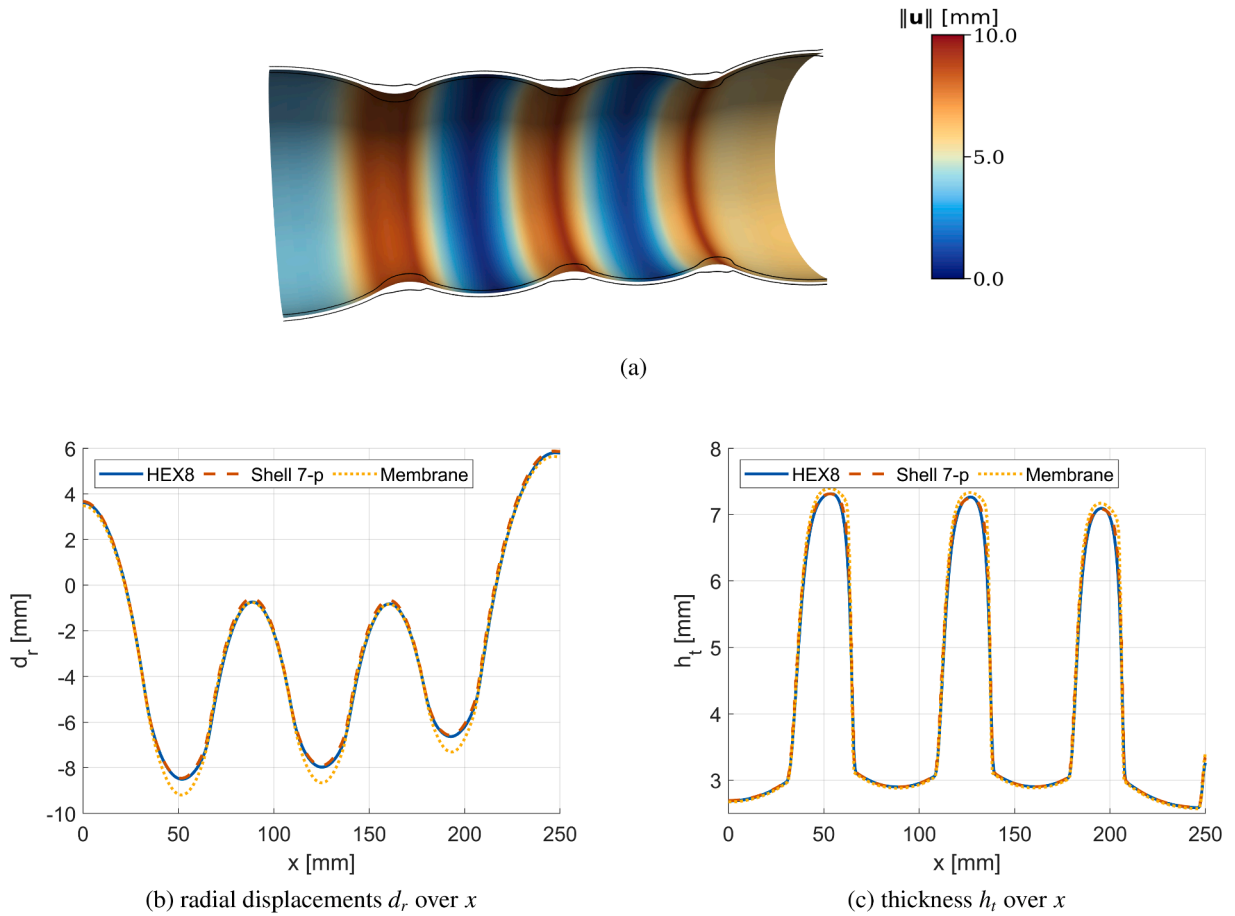 ‖u‖ [mm]
10.0
5.0
0.0
(a)
6
4
2
0
-2
-4
-6
-8
-10
d_r [mm]
HEX8 Shell 7-p Membrane
0 50 100 150 200 250
x [mm]
(b) radial displacements d_r over x
8
7
6
5
4
3
h_t [mm]
HEX8 Shell 7-p Membrane
0 50 100 150 200 250
x [mm]
(c) thickness h_t over x